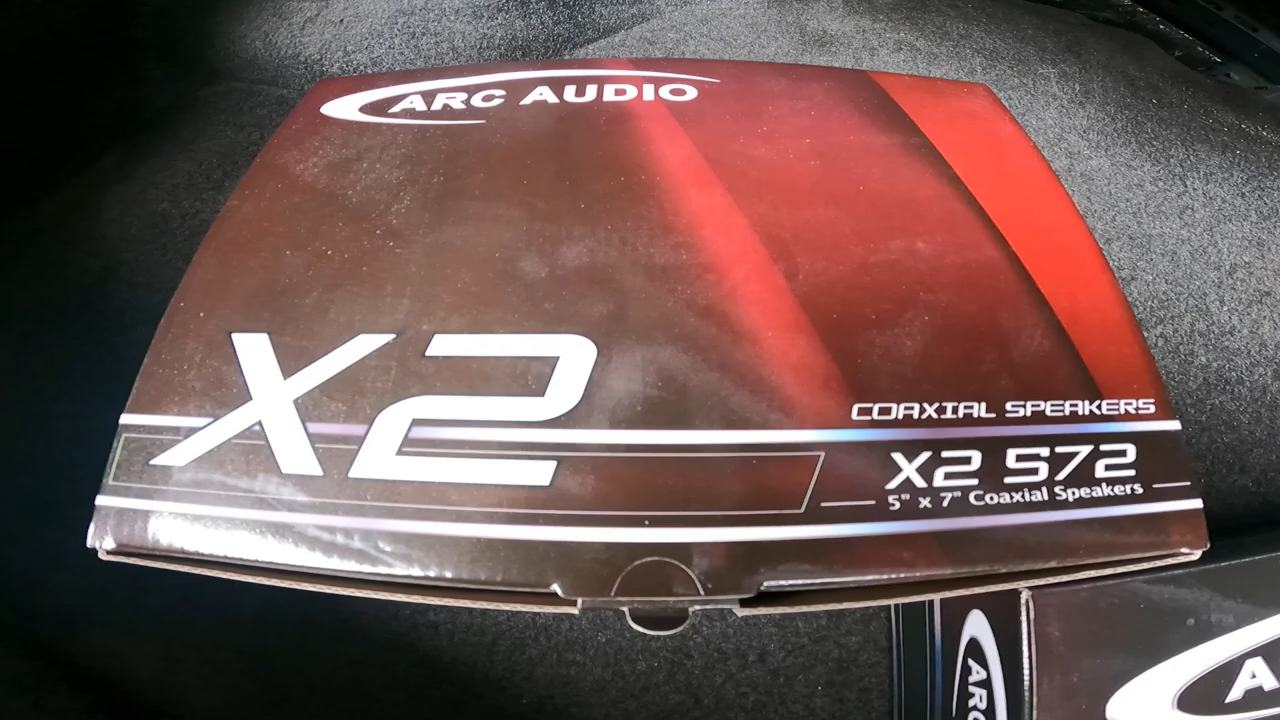 ARC AUDIO
X2
COAXIAL SPEAKERS
X2 572
5" x 7" Coaxial Speakers
ARC
A